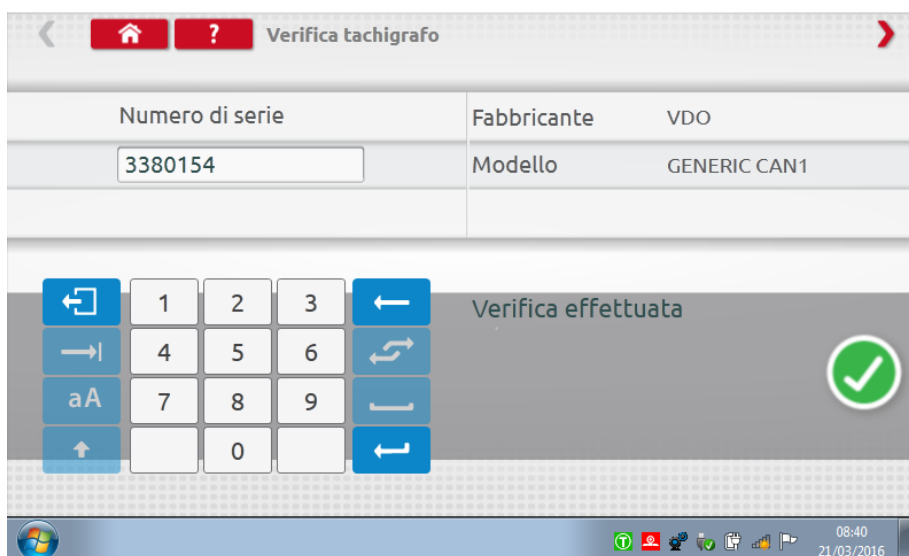 ? Verifica tachigrafo
Numero di serie
Fabbricante VDO
3380154
Modello GENERIC CAN1
1 2 3
Verifica effettuata
4 5 6
aA 7 8 9
0
08:40
21/03/2016